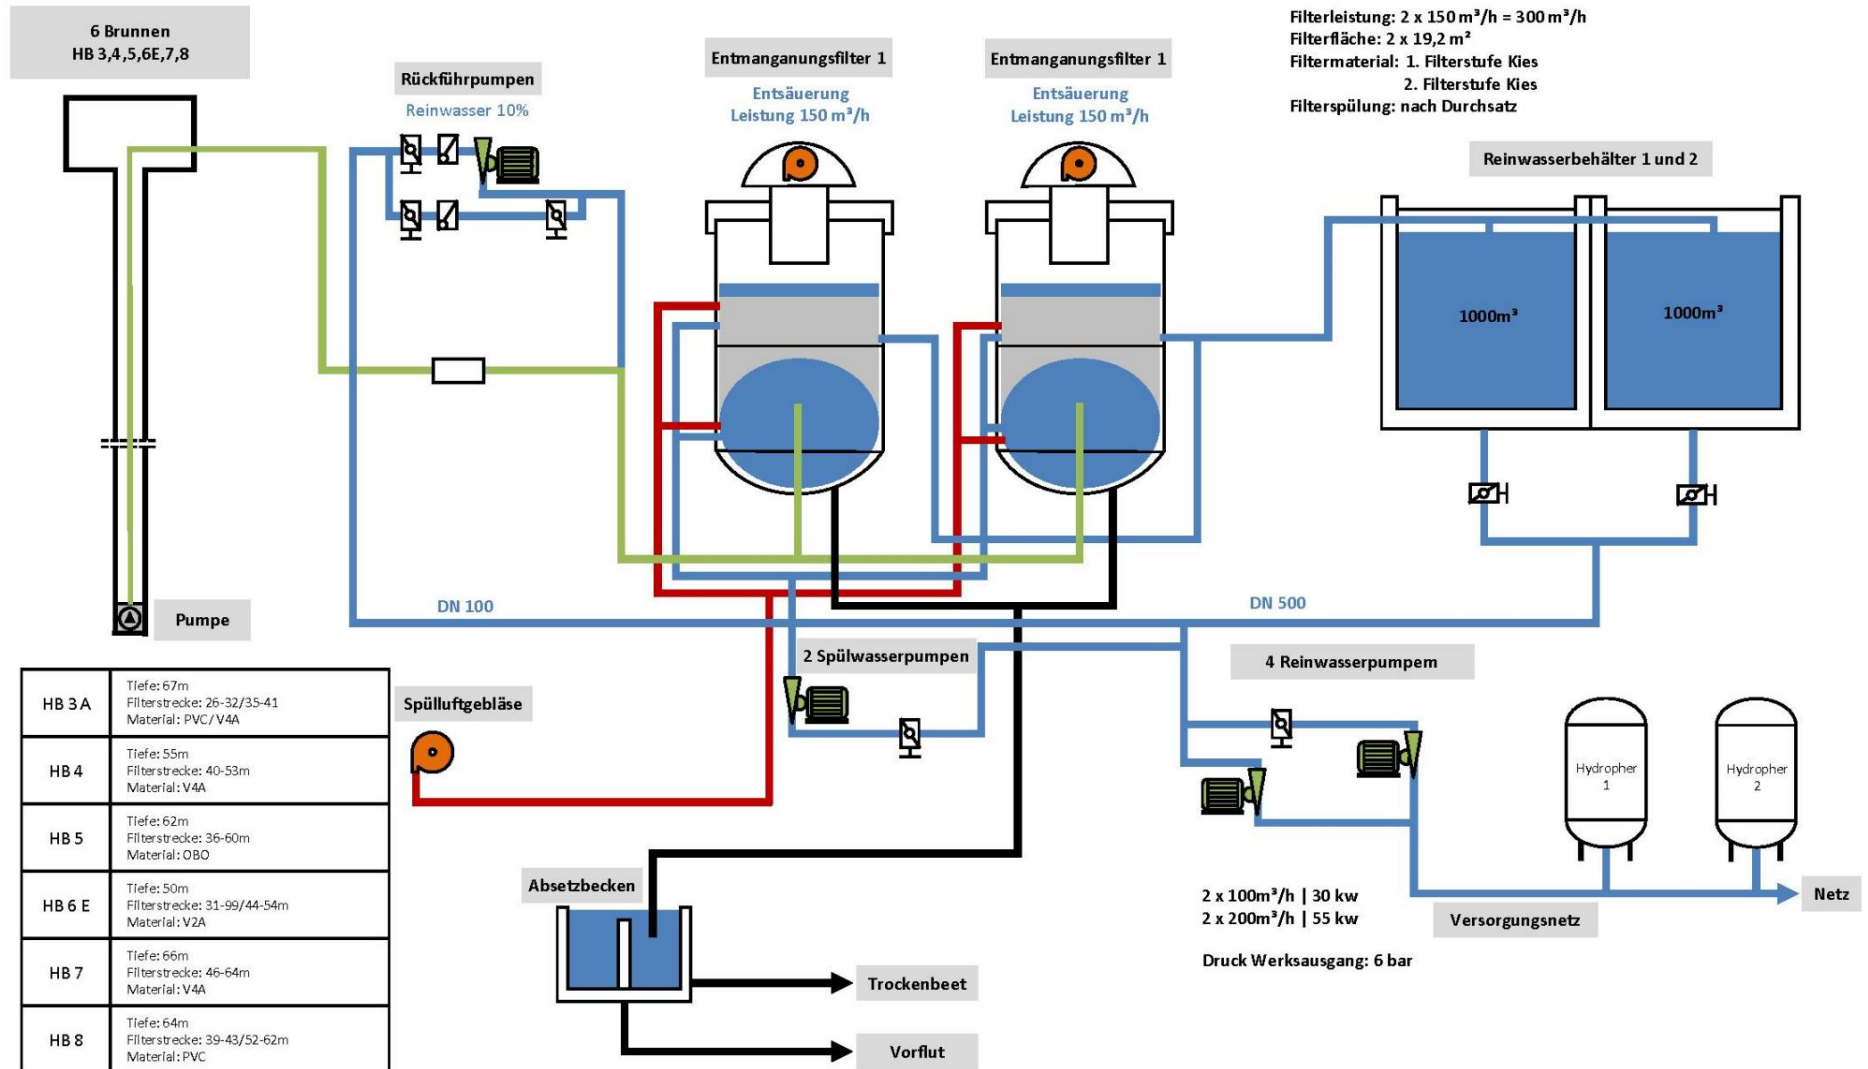 6 Brunnen
HB 3,4,5,6E,7,8
Rückführpumpen
Reinwasser 10%
Entmanganungsfilter 1
Entsäuerung
Leistung 150 m³/h
Entmanganungsfilter 1
Entsäuerung
Leistung 150 m³/h
Filterleistung: 2 x 150 m³/h = 300 m³/h
Filterfläche: 2 x 19,2 m²
Filtermaterial: 1. Filterstufe Kies
2. Filterstufe Kies
Filterspülung: nach Durchsatz
Reinwasserbehälter 1 und 2
1000m³
1000m³
DN 100
DN 500
Pumpe
2 Spülwasserpumpen
4 Reinwasserpumpem
Spülluftgebläse
Hydropher
1
Hydropher
2
Absetzbecken
2 x 100m³/h | 30 kw
2 x 200m³/h | 55 kw
Druck Werksausgang: 6 bar
Versorgungsnetz
Netz
Trockenbeet
Vorflut
HB 3 A
Tiefe: 67m
Filterstrecke: 26-32/35-41
Material: PVC/ V4A
HB 4
Tiefe: 55m
Filterstrecke: 40-53m
Material: V4A
HB 5
Tiefe: 62m
Filterstrecke: 36-60m
Material: OBO
HB 6 E
Tiefe: 50m
Filterstrecke: 31-99/44-54m
Material: V2A
HB 7
Tiefe: 66m
Filterstrecke: 46-64m
Material: V4A
HB 8
Tiefe: 64m
Filterstrecke: 39-43/52-62m
Material: PVC